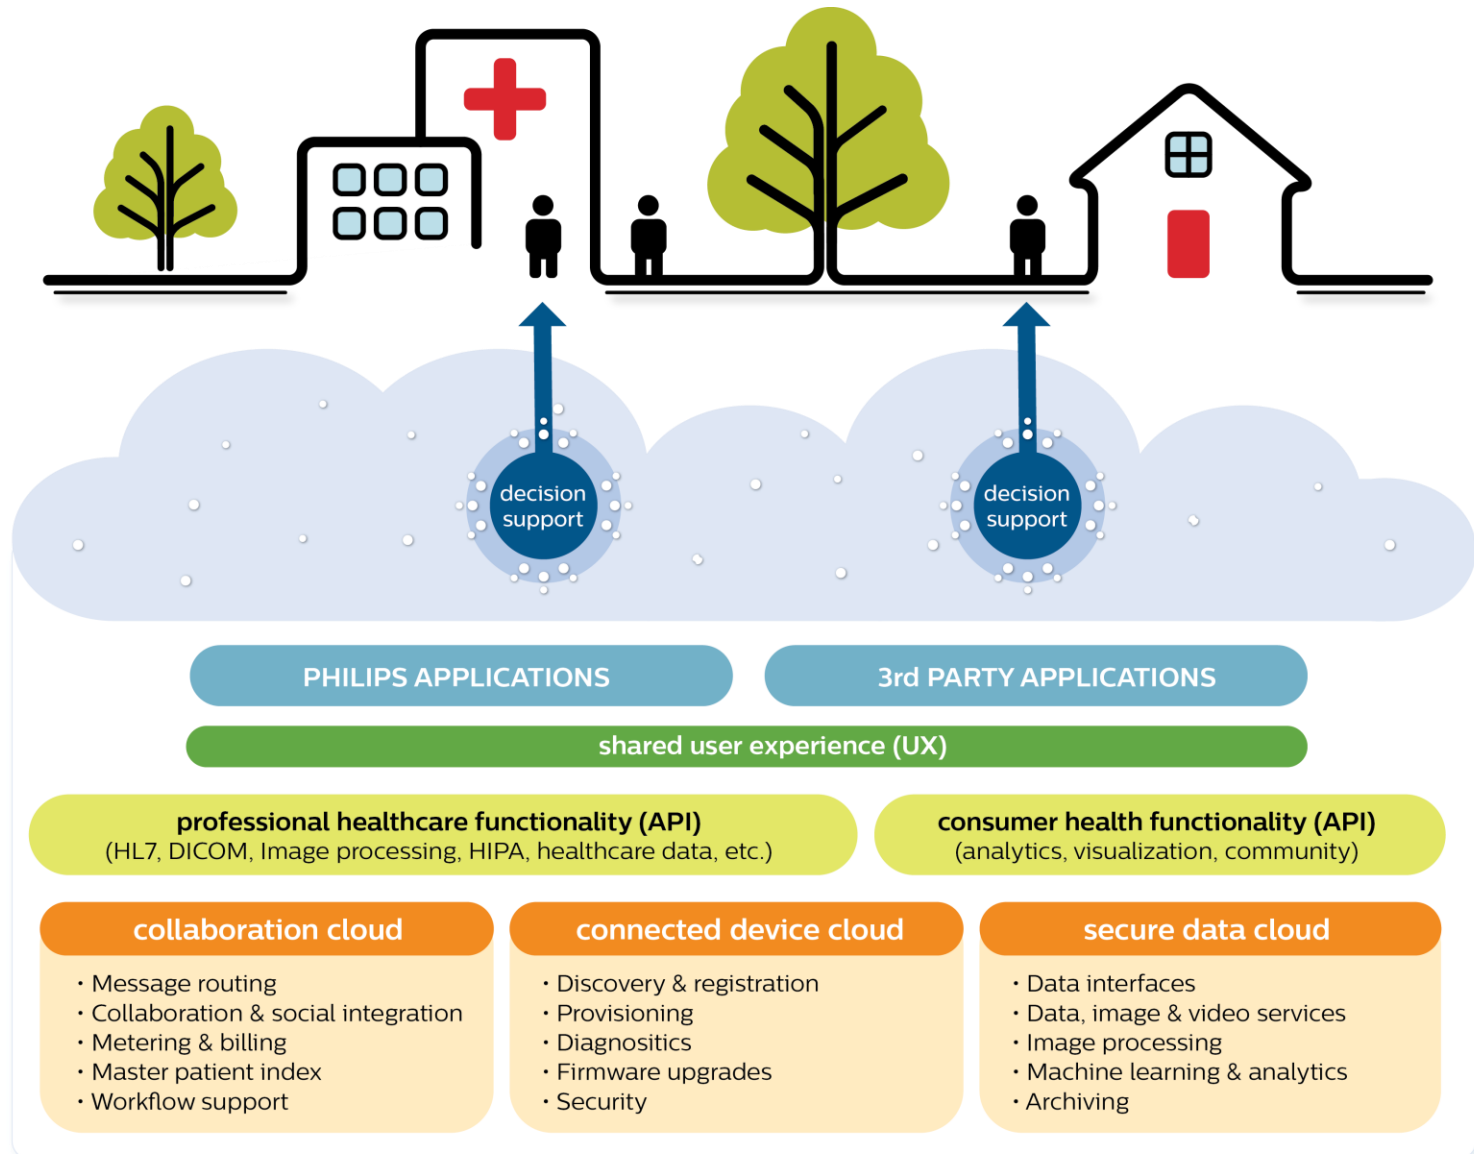 decision
support
decision
support
PHILIPS APPLICATIONS
3rd PARTY APPLICATIONS
shared user experience (UX)
professional healthcare functionality (API)
(HL7, DICOM, Image processing, HIPA, healthcare data, etc.)
consumer health functionality (API)
(analytics, visualization, community)
collaboration cloud
· Message routing
· Collaboration & social integration
· Metering & billing
· Master patient index
· Workflow support
connected device cloud
· Discovery & registration
· Provisioning
· Diagnositics
· Firmware upgrades
· Security
secure data cloud
· Data interfaces
· Data, image & video services
· Image processing
· Machine learning & analytics
· Archiving